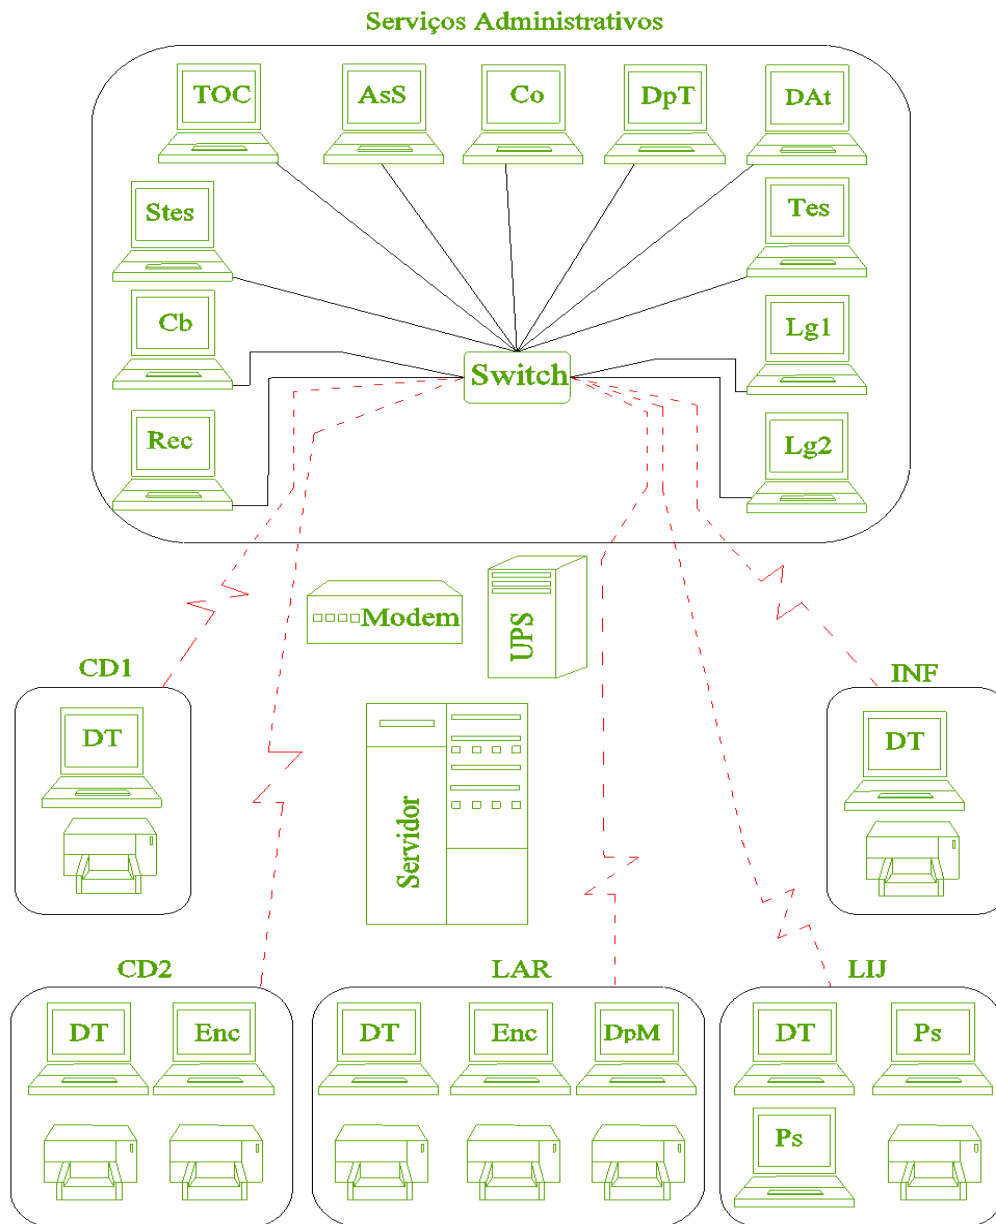 Serviços Administrativos
TOC
AsS
Co
DpT
DAt
Stes
Tes
Cb
Lg1
Switch
Rec
Lg2
Modem
UPS
CD1
INF
DT
DT
Servidor
CD2
LAR
LIJ
DT
Enc
DT
Enc
DpM
DT
Ps
Ps